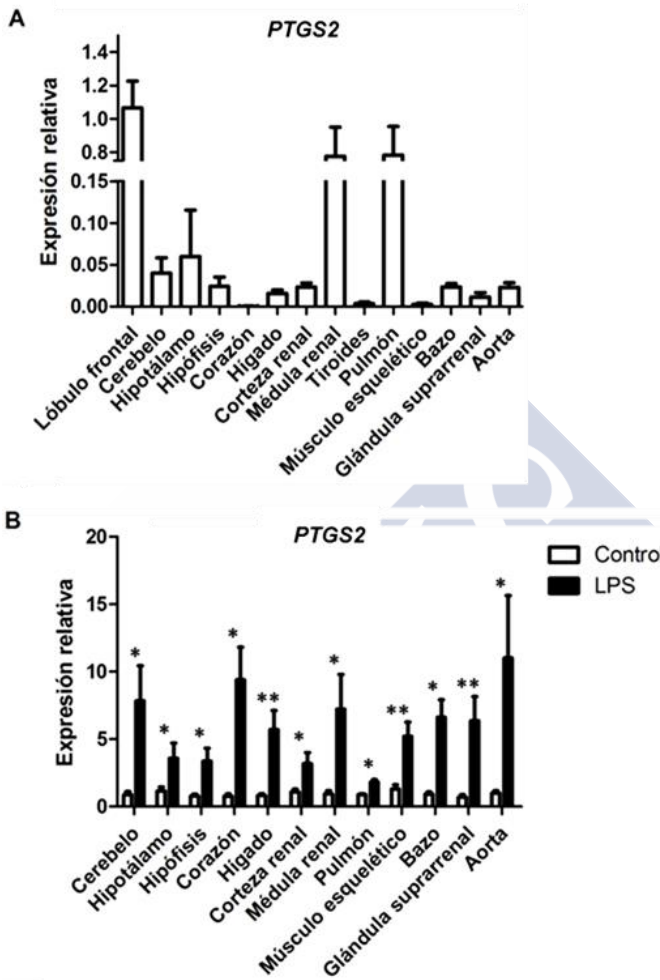 A
PTGS2
Expresión relativa
1.4
1.2
1.0
0.8
0.15
0.10
0.05
0.00
Lóbulo frontal
Cerebelo
Hipotálamo
Hipófisis
Corazón
Hígado
Corteza renal
Médula renal
Tiroides
Pulmón
Músculo esquelético
Bazo
Glándula suprarrenal
Aorta
B
PTGS2
Expresión relativa
20
15
10
5
0
* * * * ** * * * ** * ** *
Contro
LPS
Cerebelo
Hipotálamo
Hipófisis
Corazón
Hígado
Corteza renal
Médula renal
Pulmón
Músculo esquelético
Bazo
Glándula suprarrenal
Aorta